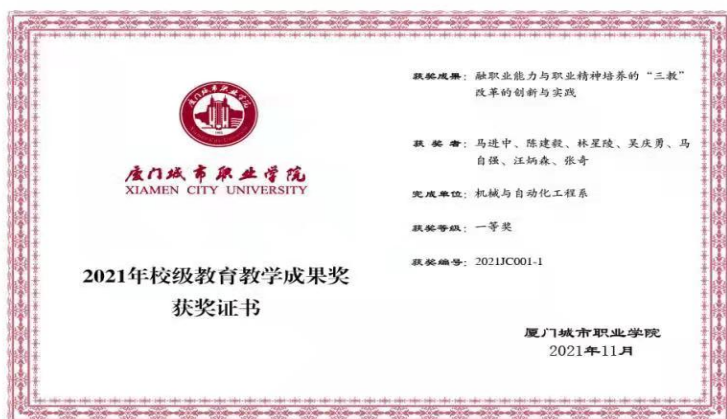 厦门城市职业学院
XIAMEN CITY UNIVERSITY
2021年校级教育教学成果奖
获奖证书
获奖成果：融职业能力与职业精神培养的“三教”
改革的创新与实践
获 奖 者：马进中、陈建毅、林星陵、吴庆勇、马
自强、汪炳森、张奇
完成单位：机械与自动化工程系
获奖等级：一等奖
获奖编号：2021JC001-1
厦门城市职业学院
2021年11月